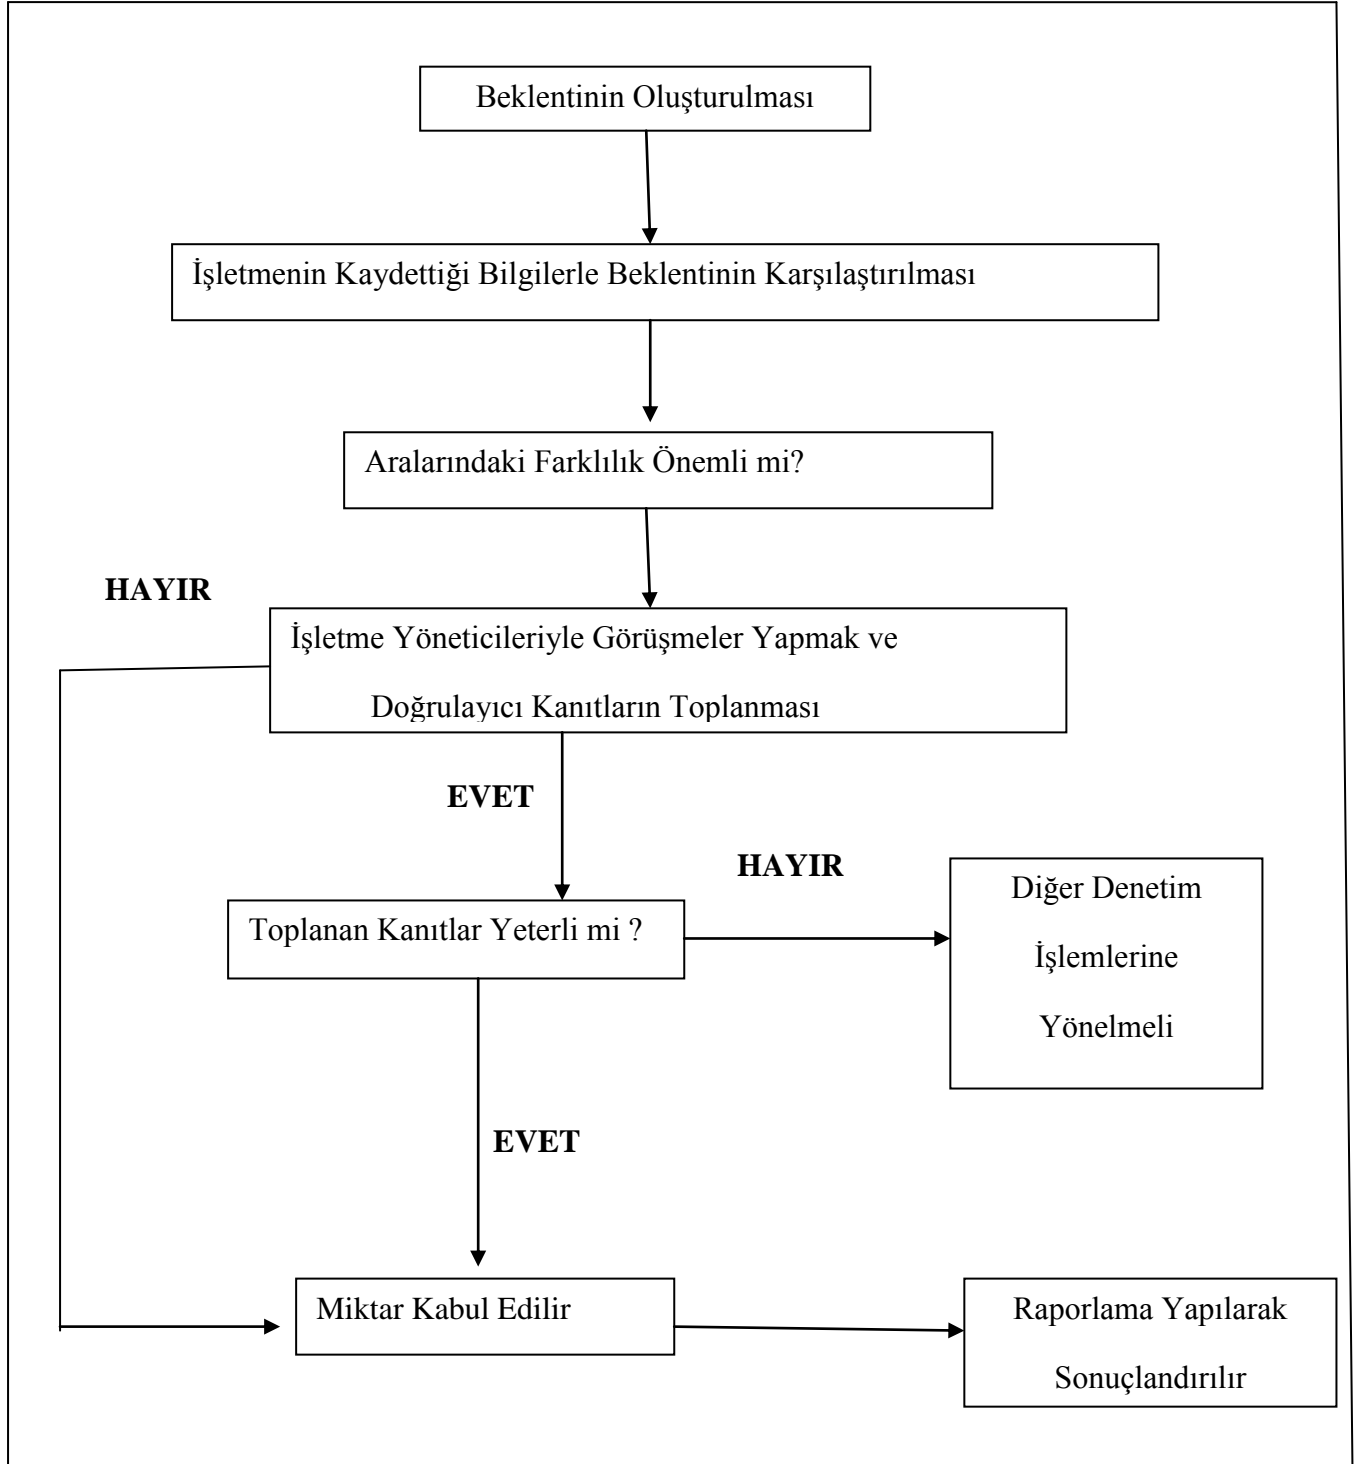 Beklentinin Oluşturulması
İşletmenin Kaydettiği Bilgilerle Beklentinin Karşılaştırılması
Aralarındaki Farklılık Önemli mi?
HAYIR
İşletme Yöneticileriyle Görüşmeler Yapmak ve
Doğrulayıcı Kanıtların Toplanması
EVET
HAYIR
Toplanan Kanıtlar Yeterli mi ?
Diğer Denetim
İşlemlerine
Yönelmeli
EVET
Miktar Kabul Edilir
Raporlama Yapılarak
Sonuçlandırılır